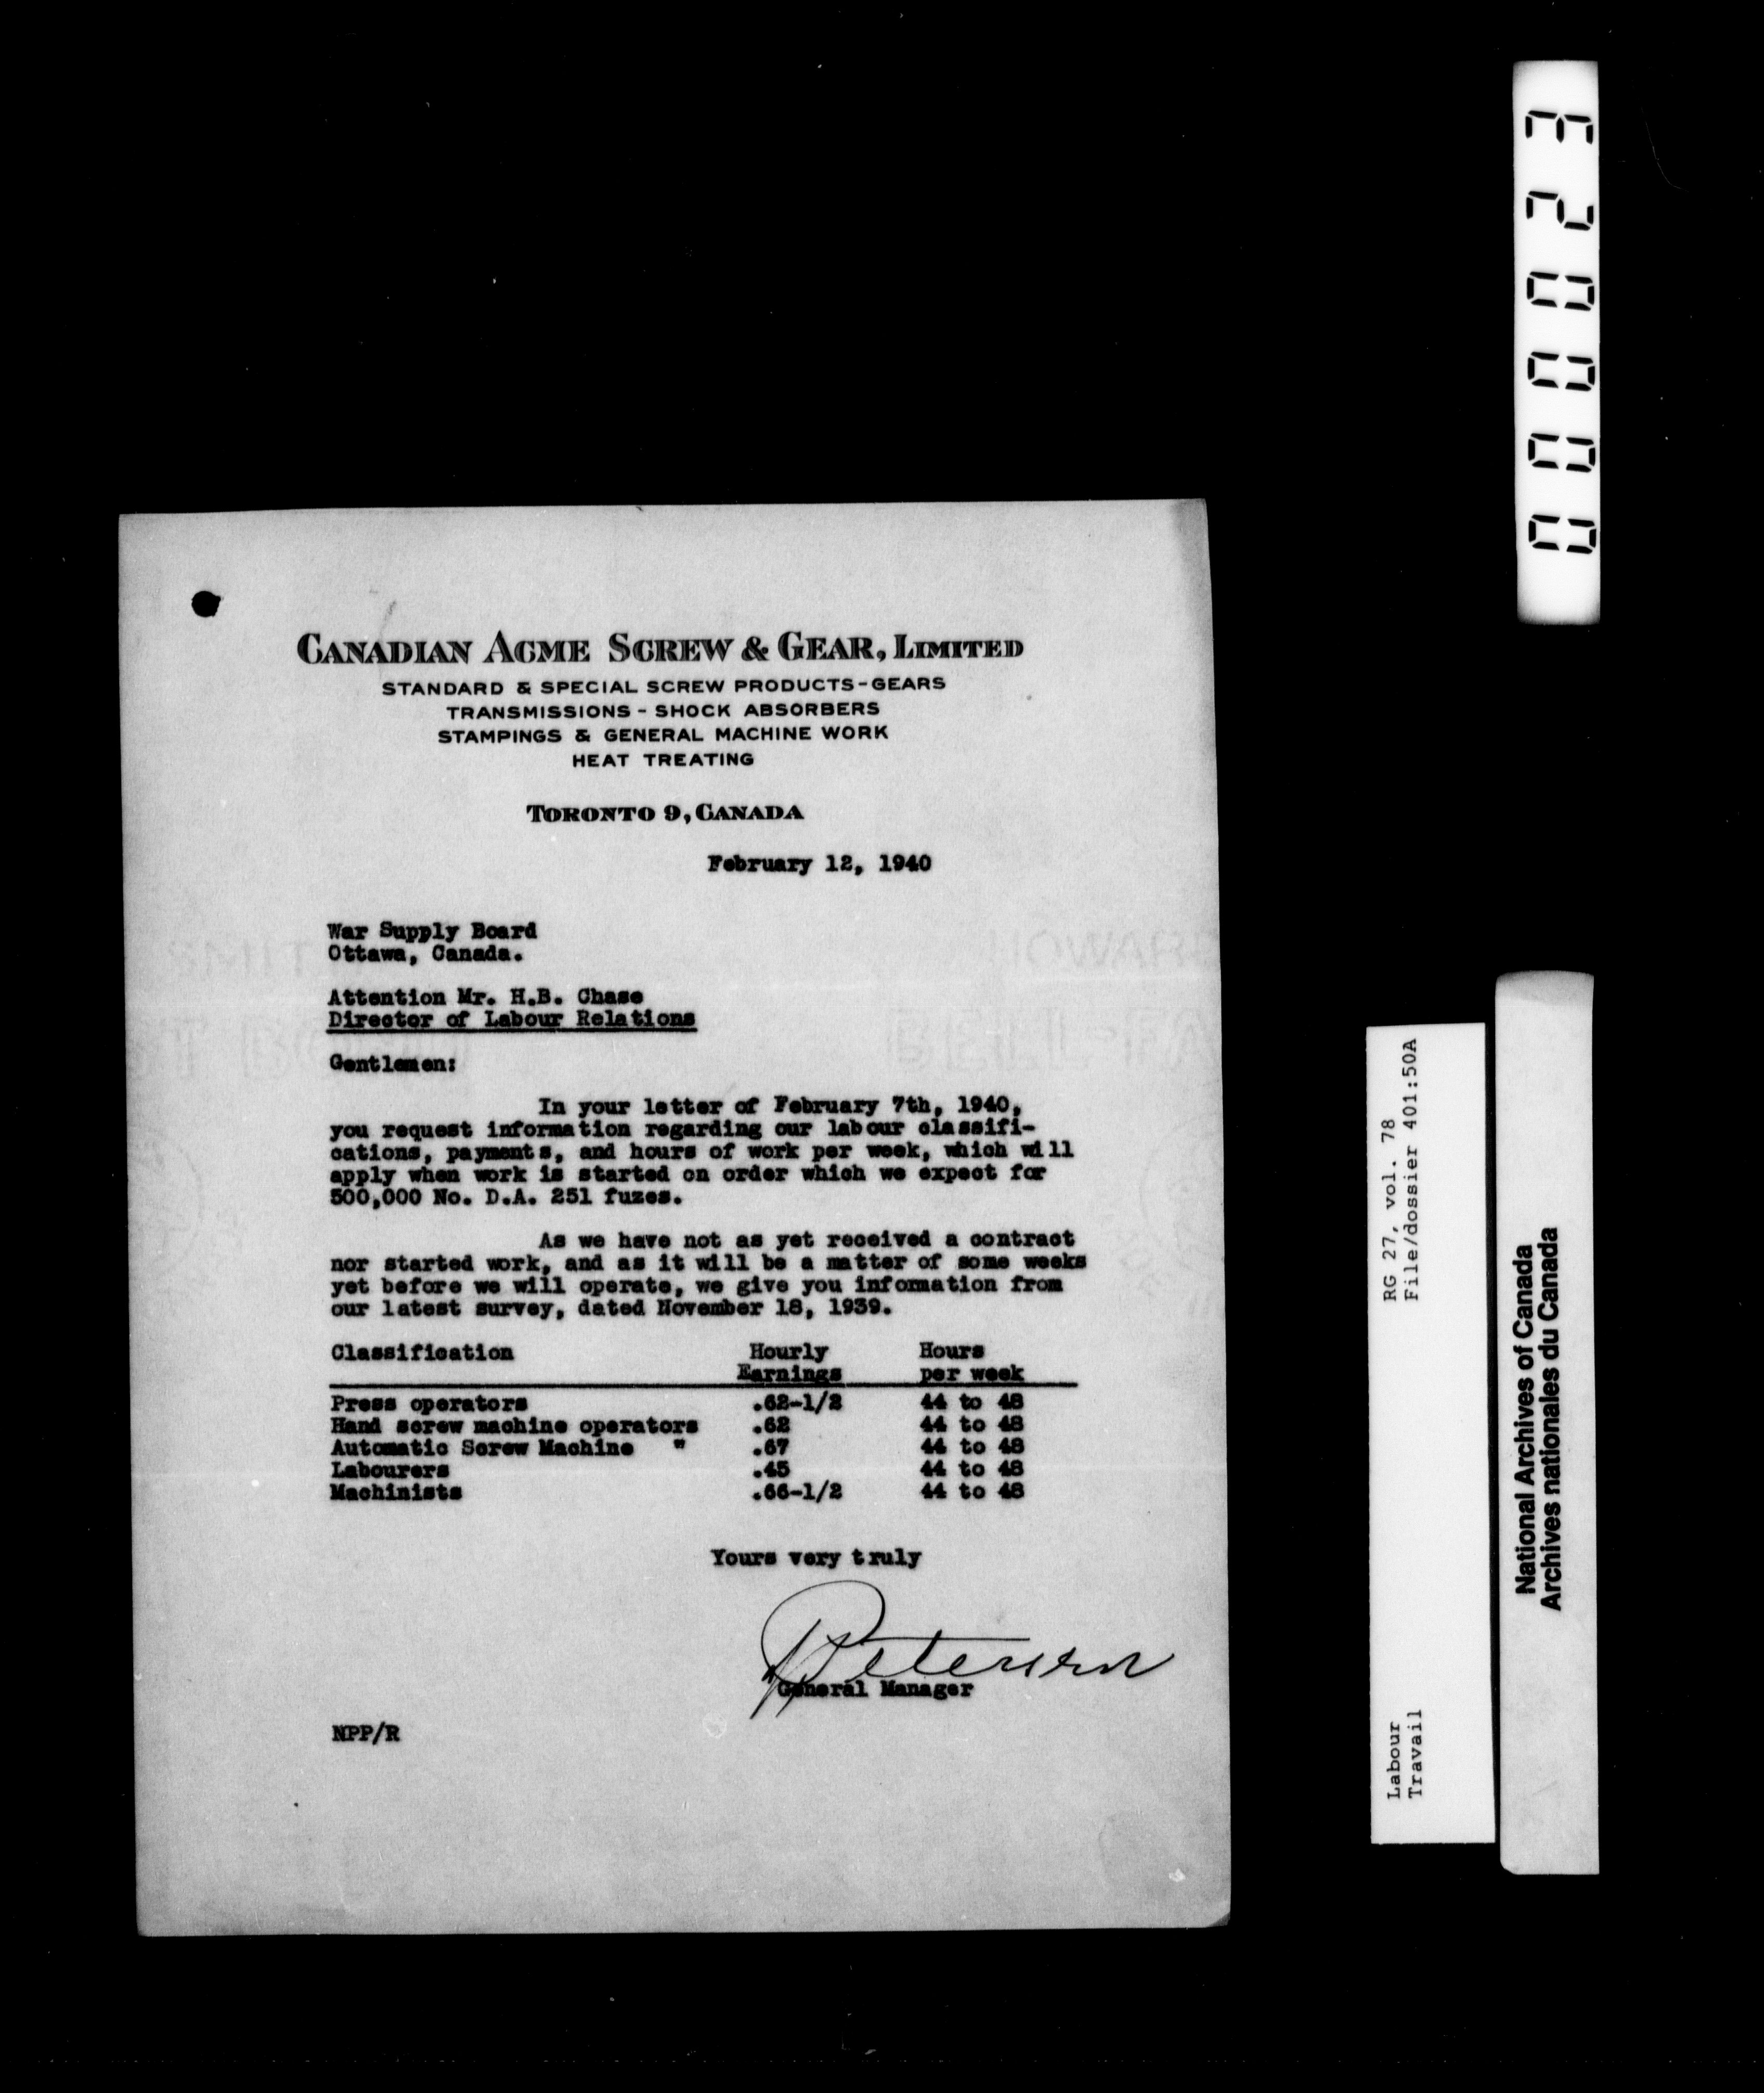 CANADIAN ACME SCREW & GEAR, LIMITED
STANDARD & SPECIAL SCREW PRODUCTS-GEARS
TRANSMISSIONS - SHOCK ABSORBERS
STAMPINGS & GENERAL MACHINE WORK
HEAT TREATING
TORONTO 9, CANADA
February 12, 1940
War Supply Board
Ottawa, Canada.
Attention Mr. H.B. Chase
Director of Labour Relations
Gentlemen:
In your letter of February 7th, 1940,
you request information regarding our labour classifi-
cations, payments, and hours of work per week, which will
apply when work is started on order which we expect for
500,000 No. D.A. 251 fuzes.
As we have not as yet received a contract
nor started work, and as it will be a matter of some weeks
yet before we will operate, we give you information from
our latest survey, dated November 18, 1939.
Classification Hourly Hours
Earnings per week
Press operators .62-1/2 44 to 48
Hand screw machine operators .62 44 to 48
Automatic Screw Machine " .67 44 to 48
Labourers .45 44 to 48
Machinists .66-1/2 44 to 48
Yours very truly
NPPeterson
General Manager
NPP/R
000023
RG 27, vol. 78
File/dossier 401:50A
Labour
Travail
National Archives of Canada
Archives nationales du Canada